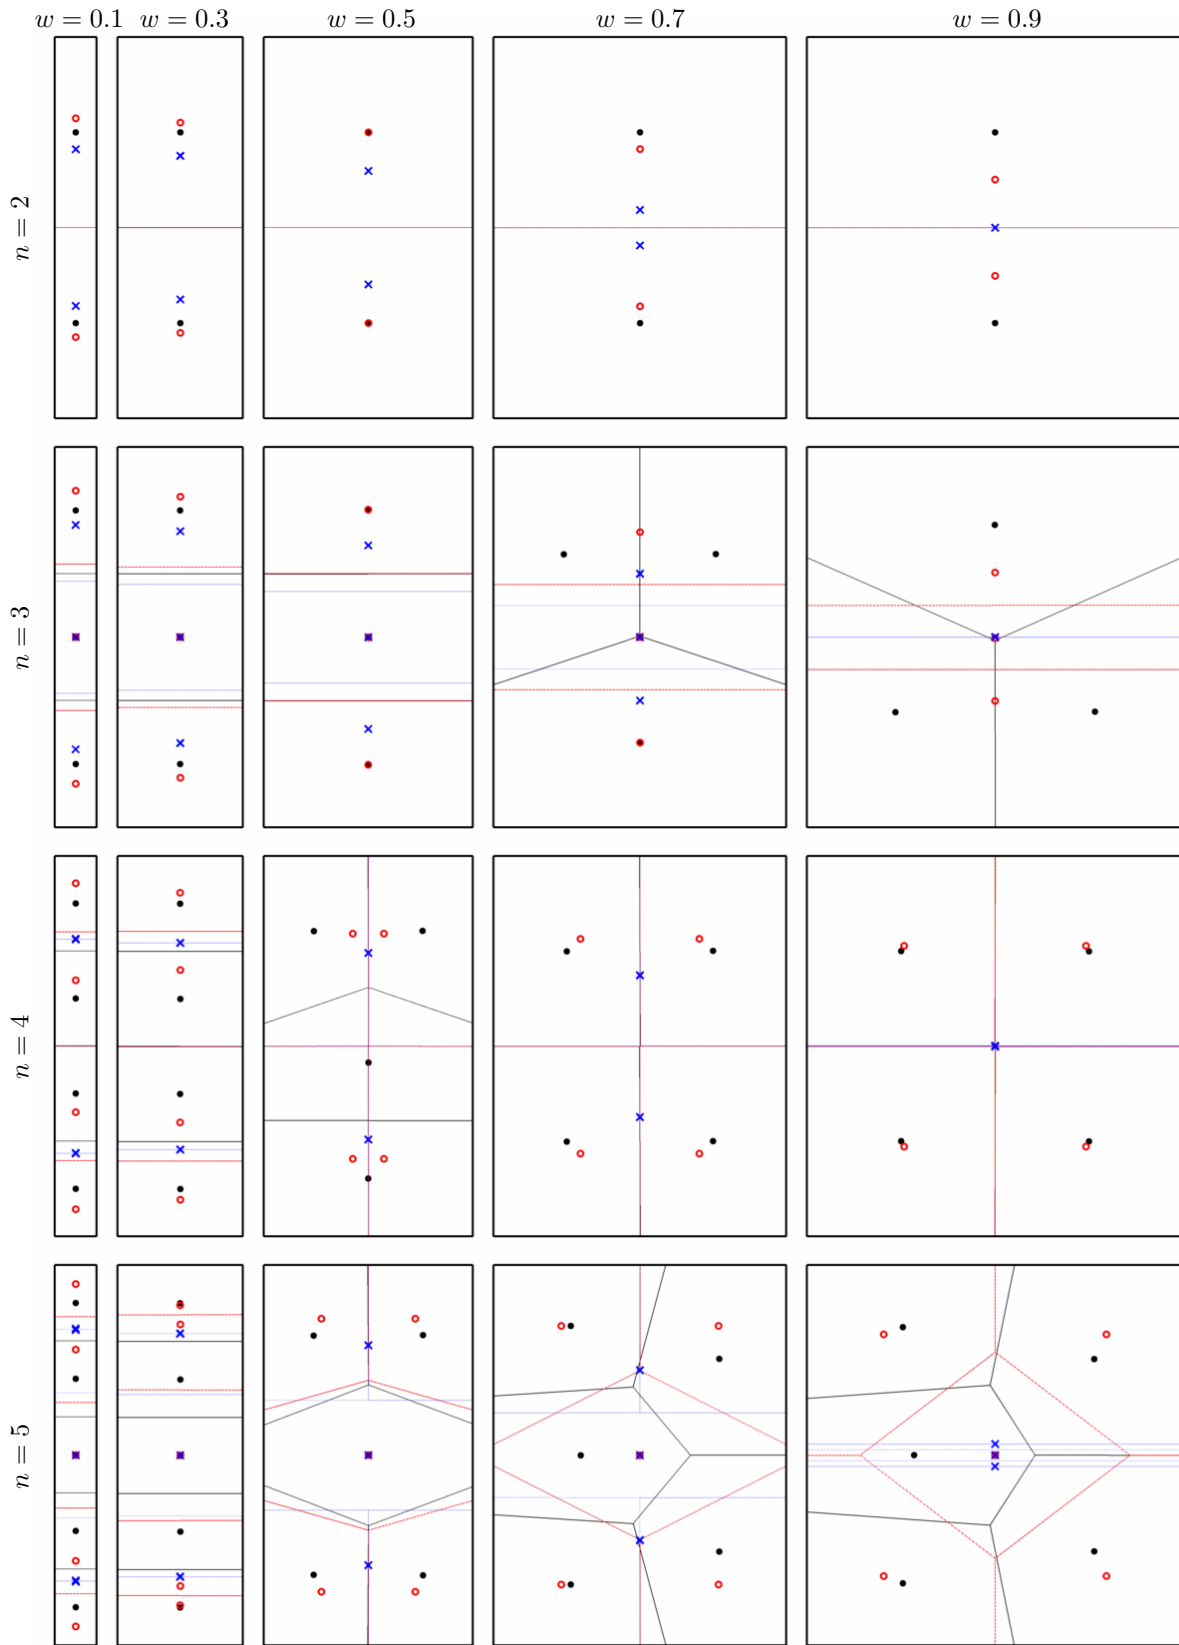 w = 0.1 w = 0.3 w = 0.5 w = 0.7 w = 0.9
n = 2
n = 3
n = 4
n = 5